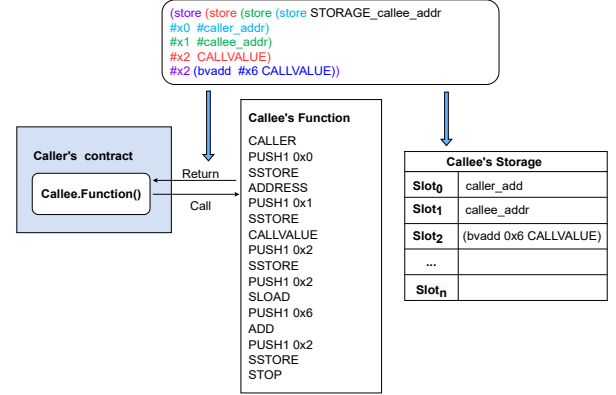 (store (store (store (store STORAGE_callee_addr
#x0 #caller_addr)
#x1 #callee_addr)
#x2 CALLVALUE)
#x2 (bvadd #x6 CALLVALUE))
Caller's contract
Callee.Function()
Return
Call
Callee's Function
CALLER
PUSH1 0x0
SSTORE
ADDRESS
PUSH1 0x1
SSTORE
CALLVALUE
PUSH1 0x2
SSTORE
PUSH1 0x2
SLOAD
PUSH1 0x6
ADD
PUSH1 0x2
SSTORE
STOP
Callee's Storage
Slot0 caller_add
Slot1 callee_addr
Slot2 (bvadd 0x6 CALLVALUE)
...
Slotn